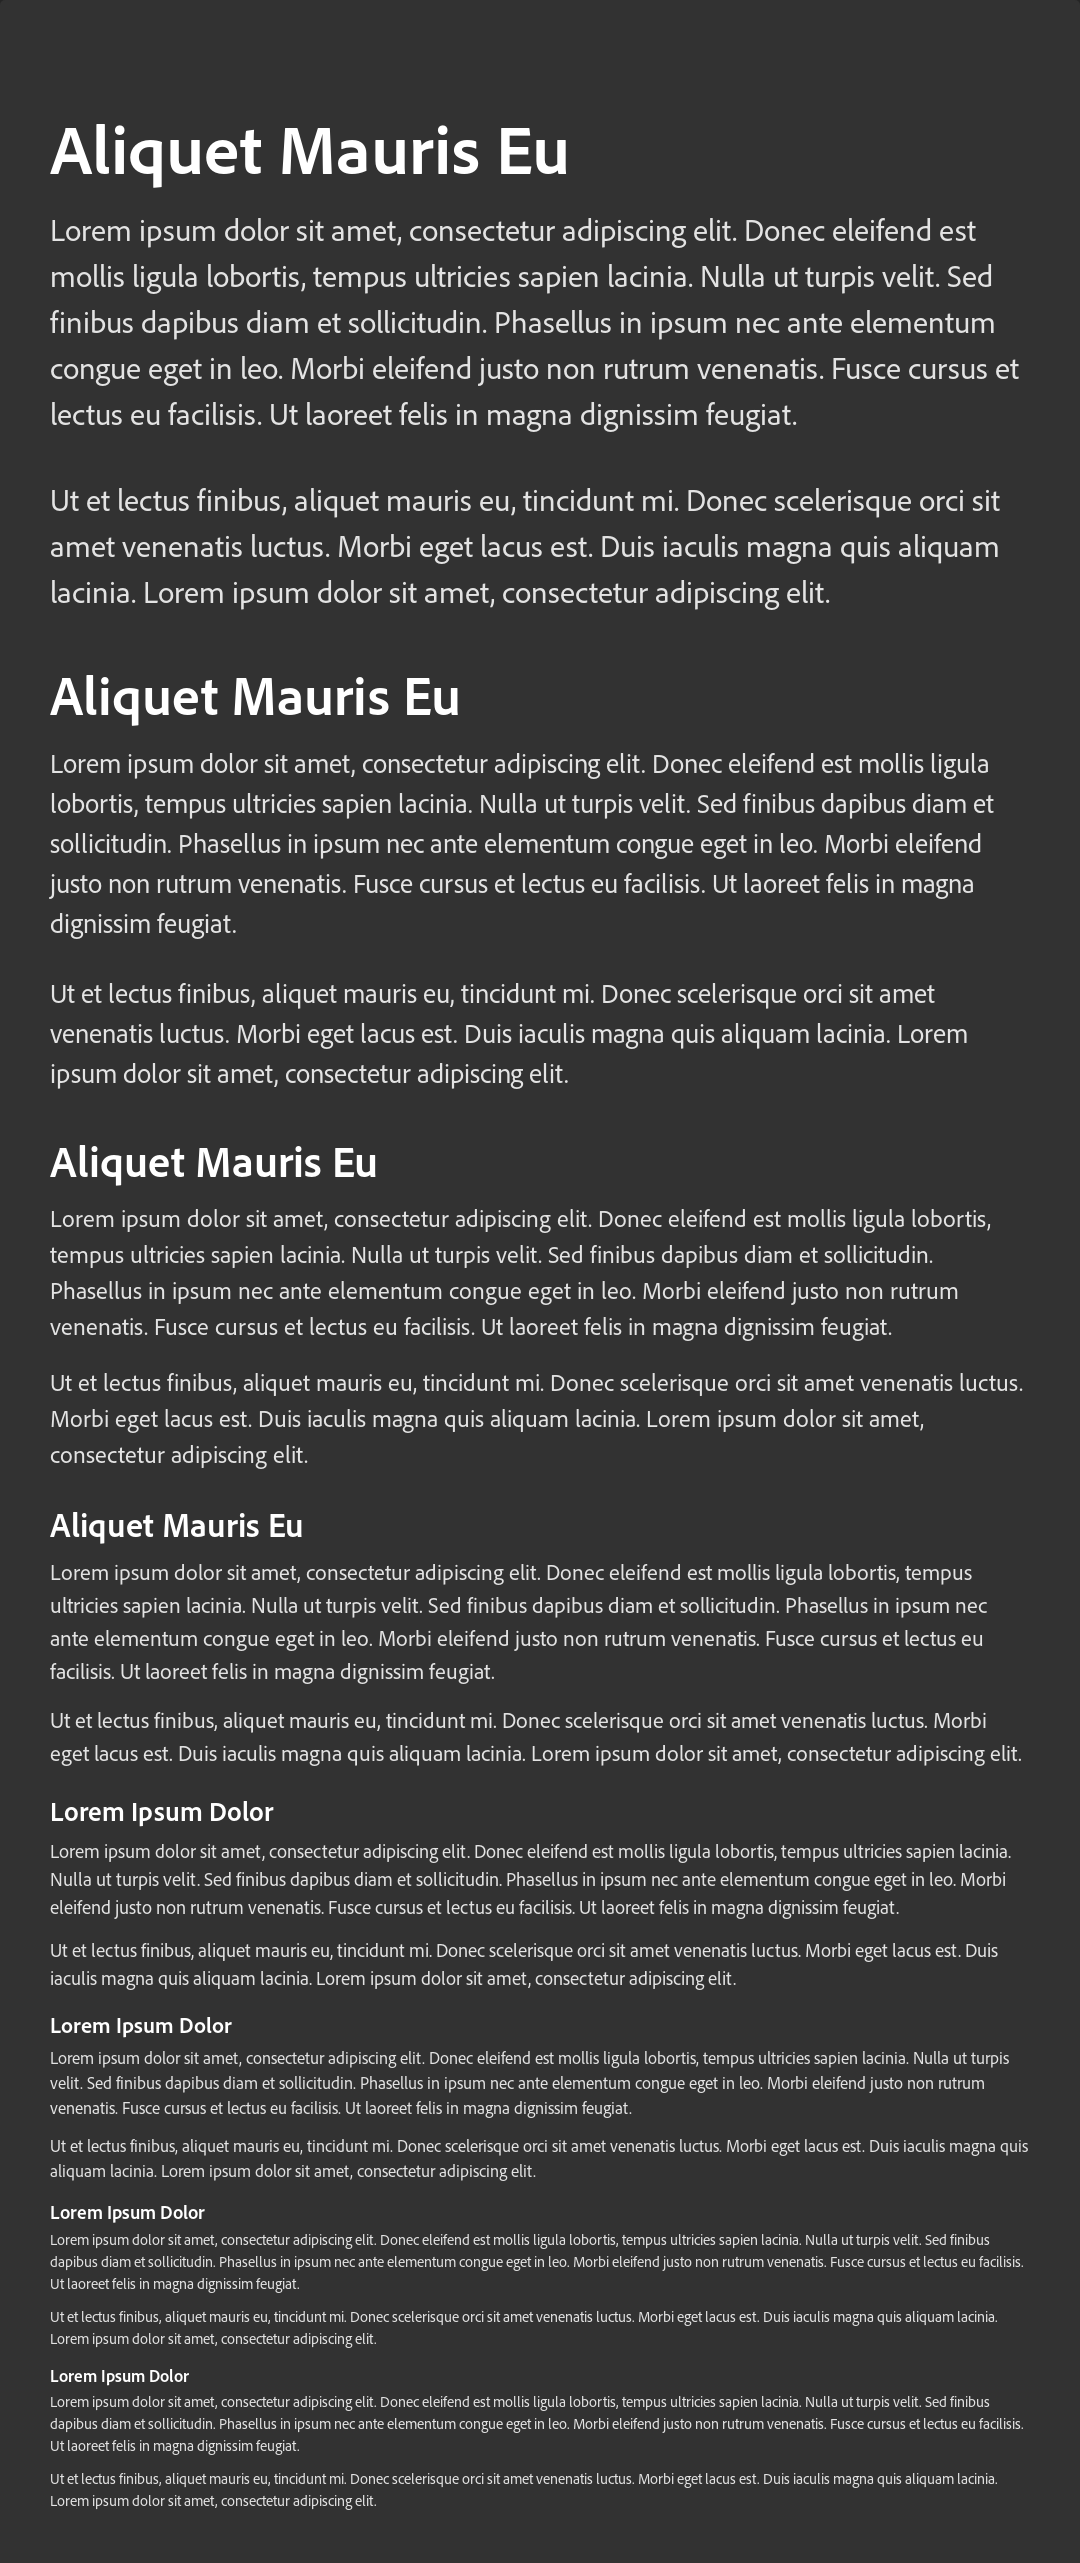 Aliquet Mauris Eu
Lorem ipsum dolor sit amet, consectetur adipiscing elit. Donec eleifend est
mollis ligula lobortis, tempus ultricies sapien lacinia. Nulla ut turpis velit. Sed
finibus dapibus diam et sollicitudin. Phasellus in ipsum nec ante elementum
congue eget in leo. Morbi eleifend justo non rutrum venenatis. Fusce cursus et
lectus eu facilisis. Ut laoreet felis in magna dignissim feugiat.
Ut et lectus finibus, aliquet mauris eu, tincidunt mi. Donec scelerisque orci sit
amet venenatis luctus. Morbi eget lacus est. Duis iaculis magna quis aliquam
lacinia. Lorem ipsum dolor sit amet, consectetur adipiscing elit.
Aliquet Mauris Eu
Lorem ipsum dolor sit amet, consectetur adipiscing elit. Donec eleifend est mollis ligula
lobortis, tempus ultricies sapien lacinia. Nulla ut turpis velit. Sed finibus dapibus diam et
sollicitudin. Phasellus in ipsum nec ante elementum congue eget in leo. Morbi eleifend
justo non rutrum venenatis. Fusce cursus et lectus eu facilisis. Ut laoreet felis in magna
dignissim feugiat.
Ut et lectus finibus, aliquet mauris eu, tincidunt mi. Donec scelerisque orci sit amet
venenatis luctus. Morbi eget lacus est. Duis iaculis magna quis aliquam lacinia. Lorem
ipsum dolor sit amet, consectetur adipiscing elit.
Aliquet Mauris Eu
Lorem ipsum dolor sit amet, consectetur adipiscing elit. Donec eleifend est mollis ligula lobortis,
tempus ultricies sapien lacinia. Nulla ut turpis velit. Sed finibus dapibus diam et sollicitudin.
Phasellus in ipsum nec ante elementum congue eget in leo. Morbi eleifend justo non rutrum
venenatis. Fusce cursus et lectus eu facilisis. Ut laoreet felis in magna dignissim feugiat.
Ut et lectus finibus, aliquet mauris eu, tincidunt mi. Donec scelerisque orci sit amet venenatis luctus.
Morbi eget lacus est. Duis iaculis magna quis aliquam lacinia. Lorem ipsum dolor sit amet,
consectetur adipiscing elit.
Aliquet Mauris Eu
Lorem ipsum dolor sit amet, consectetur adipiscing elit. Donec eleifend est mollis ligula lobortis, tempus
ultricies sapien lacinia. Nulla ut turpis velit. Sed finibus dapibus diam et sollicitudin. Phasellus in ipsum nec
ante elementum congue eget in leo. Morbi eleifend justo non rutrum venenatis. Fusce cursus et lectus eu
facilisis. Ut laoreet felis in magna dignissim feugiat.
Ut et lectus finibus, aliquet mauris eu, tincidunt mi. Donec scelerisque orci sit amet venenatis luctus. Morbi
eget lacus est. Duis iaculis magna quis aliquam lacinia. Lorem ipsum dolor sit amet, consectetur adipiscing elit.
Lorem Ipsum Dolor
Lorem ipsum dolor sit amet, consectetur adipiscing elit. Donec eleifend est mollis ligula lobortis, tempus ultricies sapien lacinia.
Nulla ut turpis velit. Sed finibus dapibus diam et sollicitudin. Phasellus in ipsum nec ante elementum congue eget in leo. Morbi
eleifend justo non rutrum venenatis. Fusce cursus et lectus eu facilisis. Ut laoreet felis in magna dignissim feugiat.
Ut et lectus finibus, aliquet mauris eu, tincidunt mi. Donec scelerisque orci sit amet venenatis luctus. Morbi eget lacus est. Duis
iaculis magna quis aliquam lacinia. Lorem ipsum dolor sit amet, consectetur adipiscing elit.
Lorem Ipsum Dolor
Lorem ipsum dolor sit amet, consectetur adipiscing elit. Donec eleifend est mollis ligula lobortis, tempus ultricies sapien lacinia. Nulla ut turpis
velit. Sed finibus dapibus diam et sollicitudin. Phasellus in ipsum nec ante elementum congue eget in leo. Morbi eleifend justo non rutrum
venenatis. Fusce cursus et lectus eu facilisis. Ut laoreet felis in magna dignissim feugiat.
Ut et lectus finibus, aliquet mauris eu, tincidunt mi. Donec scelerisque orci sit amet venenatis luctus. Morbi eget lacus est. Duis iaculis magna quis
aliquam lacinia. Lorem ipsum dolor sit amet, consectetur adipiscing elit.
Lorem Ipsum Dolor
Lorem ipsum dolor sit amet, consectetur adipiscing elit. Donec eleifend est mollis ligula lobortis, tempus ultricies sapien lacinia. Nulla ut turpis velit. Sed finibus
dapibus diam et sollicitudin. Phasellus in ipsum nec ante elementum congue eget in leo. Morbi eleifend justo non rutrum venenatis. Fusce cursus et lectus eu facilisis.
Ut laoreet felis in magna dignissim feugiat.
Ut et lectus finibus, aliquet mauris eu, tincidunt mi. Donec scelerisque orci sit amet venenatis luctus. Morbi eget lacus est. Duis iaculis magna quis aliquam lacinia.
Lorem ipsum dolor sit amet, consectetur adipiscing elit.
Lorem Ipsum Dolor
Lorem ipsum dolor sit amet, consectetur adipiscing elit. Donec eleifend est mollis ligula lobortis, tempus ultricies sapien lacinia. Nulla ut turpis velit. Sed finibus
dapibus diam et sollicitudin. Phasellus in ipsum nec ante elementum congue eget in leo. Morbi eleifend justo non rutrum venenatis. Fusce cursus et lectus eu facilisis.
Ut laoreet felis in magna dignissim feugiat.
Ut et lectus finibus, aliquet mauris eu, tincidunt mi. Donec scelerisque orci sit amet venenatis luctus. Morbi eget lacus est. Duis iaculis magna quis aliquam lacinia.
Lorem ipsum dolor sit amet, consectetur adipiscing elit.